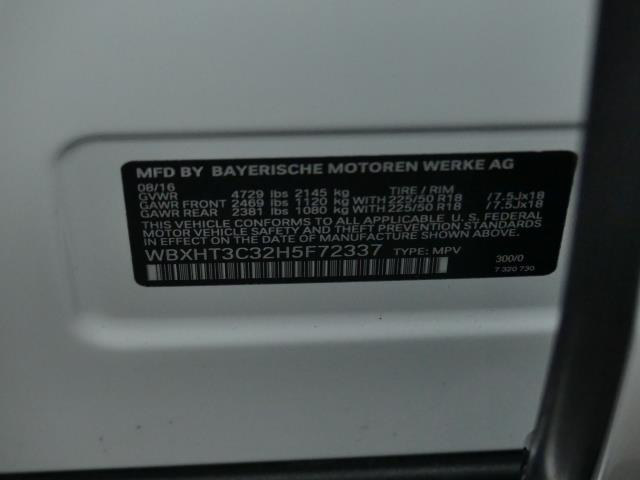 MFD BY BAYERISCHE MOTOREN WERKE AG
08/16
GVWR 4729 lbs 2145 kg TIRE / RIM
GAWR FRONT 2469 lbs 1120 kg WITH 225/50 R18 /7.5Jx18
GAWR REAR 2381 lbs 1080 kg WITH 225/50 R18 /7.5Jx18
THIS VEHICLE CONFORMS TO ALL APPLICABLE U. S. FEDERAL
MOTOR VEHICLE SAFETY AND THEFT PREVENTION STANDARDS
IN EFFECT ON THE DATE OF MANUFACTURE SHOWN ABOVE.
WBXHT3C32H5F72337 TYPE: MPV 300/0
7 320 730